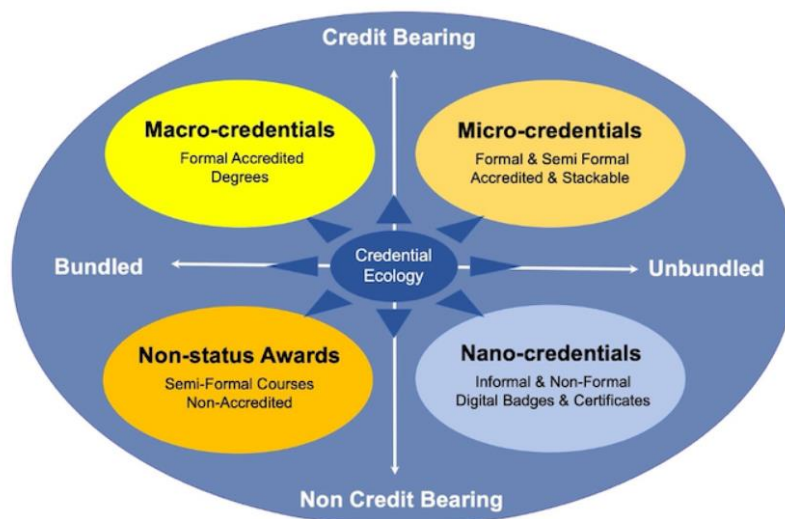 Credit Bearing
Macro-credentials
Formal Accredited
Degrees
Micro-credentials
Formal & Semi Formal
Accredited & Stackable
Bundled
Credential
Ecology
Unbundled
Non-status Awards
Semi-Formal Courses
Non-Accredited
Nano-credentials
Informal & Non-Formal
Digital Badges & Certificates
Non Credit Bearing